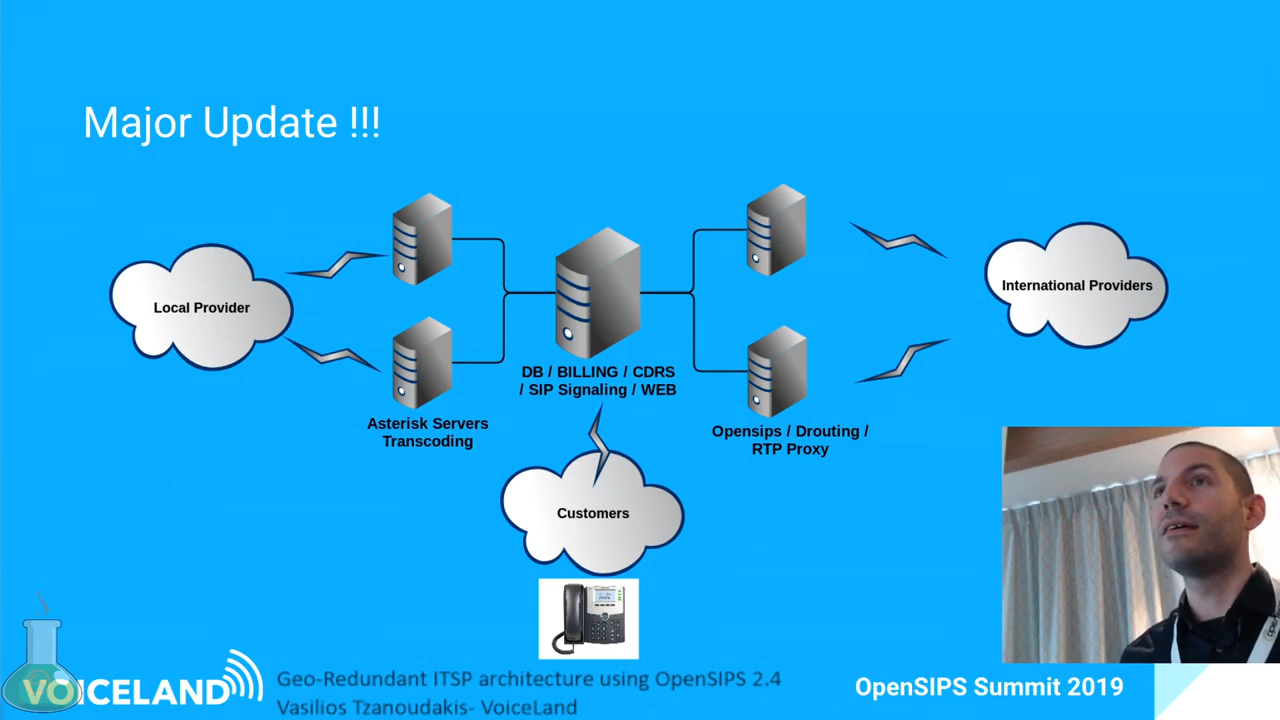 Major Update !!!
Local Provider
International Providers
DB / BILLING / CDRS
/ SIP Signaling / WEB
Asterisk Servers
Transcoding
Opensips / Drouting /
RTP Proxy
Customers
VOICELAND
Geo-Redundant ITSP architecture using OpenSIPS 2.4
Vasilios Tzanoudakis- VoiceLand
OpenSIPS Summit 2019